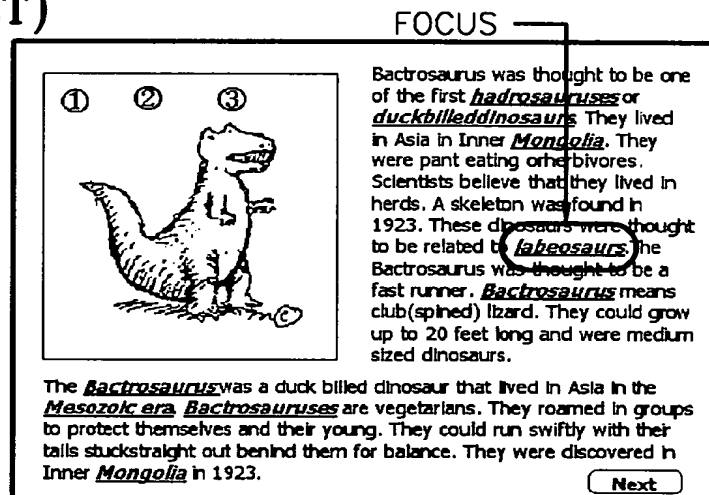 T)
FOCUS
① ② ③
Bactrosaurus was thought to be one
of the first hadrosauruses or
duckbilleddinosaurs. They lived
in Asia in Inner Mongolia. They
were pant eating orherbivores.
Scientists believe that they lived in
herds. A skeleton was found in
1923. These dinosaurs were thought
to be related to labeosaurs. The
Bactrosaurus was thought to be a
fast runner. Bactrosaurus means
club(spined) lizard. They could grow
up to 20 feet long and were medium
sized dinosaurs.
The Bactrosaurus was a duck billed dinosaur that lived in Asia in the
Mesozoic era. Bactrosauruses are vegetarians. They roamed in groups
to protect themselves and their young. They could run swiftly with their
tails stuckstraight out benind them for balance. They were discovered in
Inner Mongolia in 1923.
Next